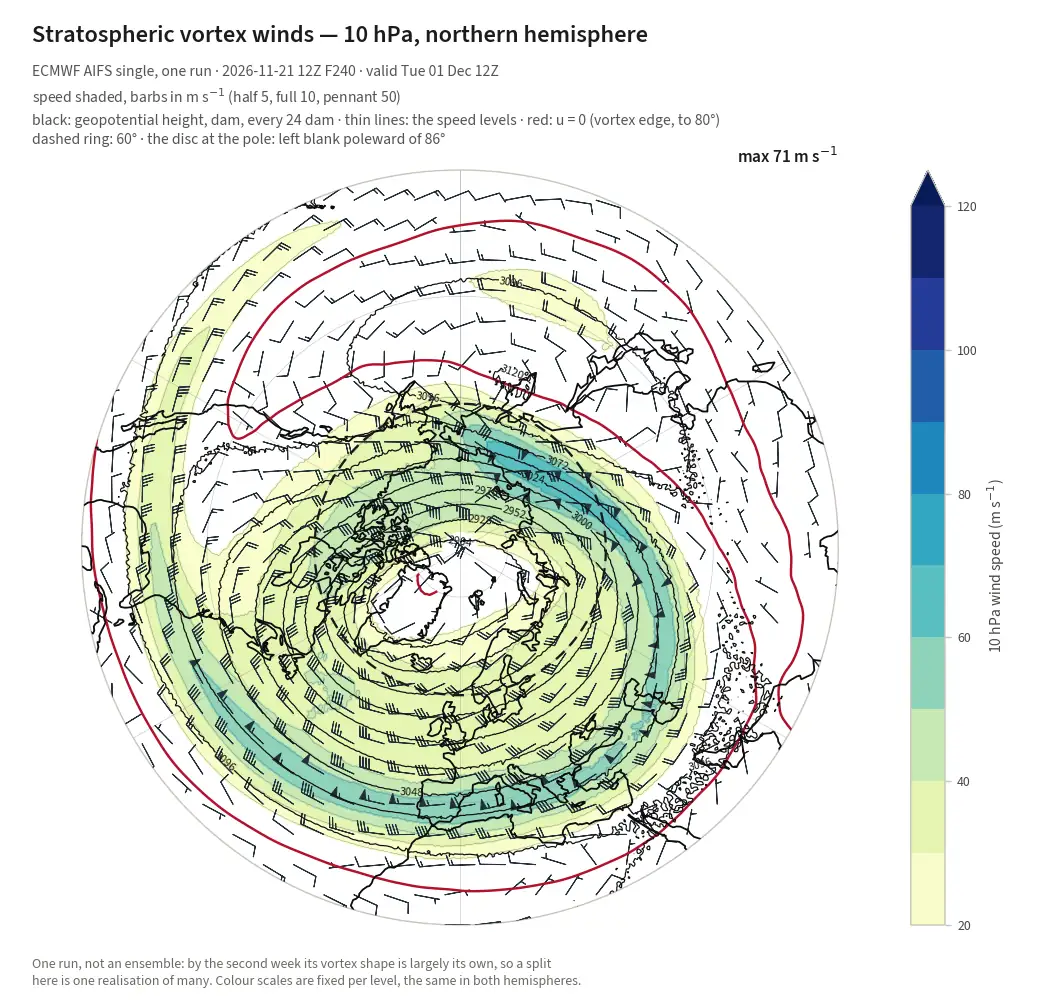 Stratospheric vortex winds — 10 hPa, northern hemisphere
ECMWF AIFS single, one run · 2026-11-21 12Z F240 · valid Tue 01 Dec 12Z
speed shaded, barbs in m s⁻¹ (half 5, full 10, pennant 50)
black: geopotential height, dam, every 24 dam · thin lines: the speed levels · red: u = 0 (vortex edge, to 80°)
dashed ring: 60° · the disc at the pole: left blank poleward of 86°
max 71 m s⁻¹
120
100
80
60
40
20
10 hPa wind speed (m s⁻¹)
3096
3120
3096
3072
3024
2952
3000
2928
2904
3096
3048
One run, not an ensemble: by the second week its vortex shape is largely its own, so a split
here is one realisation of many. Colour scales are fixed per level, the same in both hemispheres.